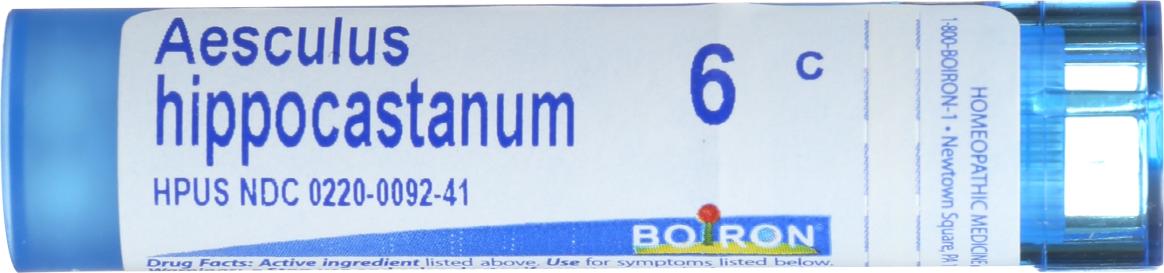 Aesculus
hippocastanum
6 C
HPUS NDC 0220-0092-41
BOIRON
Drug Facts: Active ingredient listed above. Use for symptoms listed below.
HOMEOPATHIC MEDICINE
1-800-BOIRON-1 • Newtown Square, PA